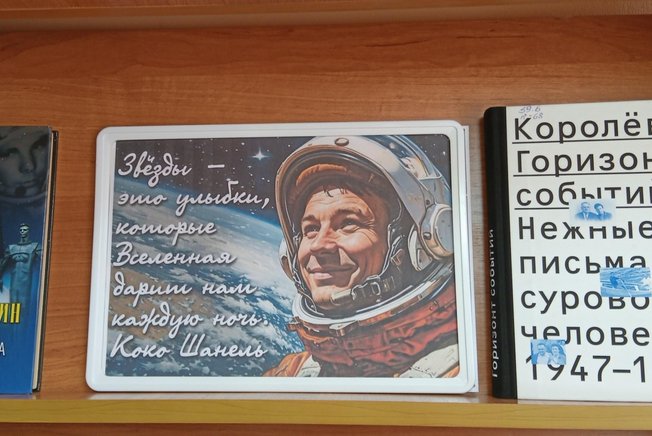 Звёзды –
это улыбки,
которые
Вселенная
дарит нам
каждую ночь.
Коко Шанель
Королёв
Горизон
событи
Нежные
письма
сурово
челове
1947–1
Горизонт событий